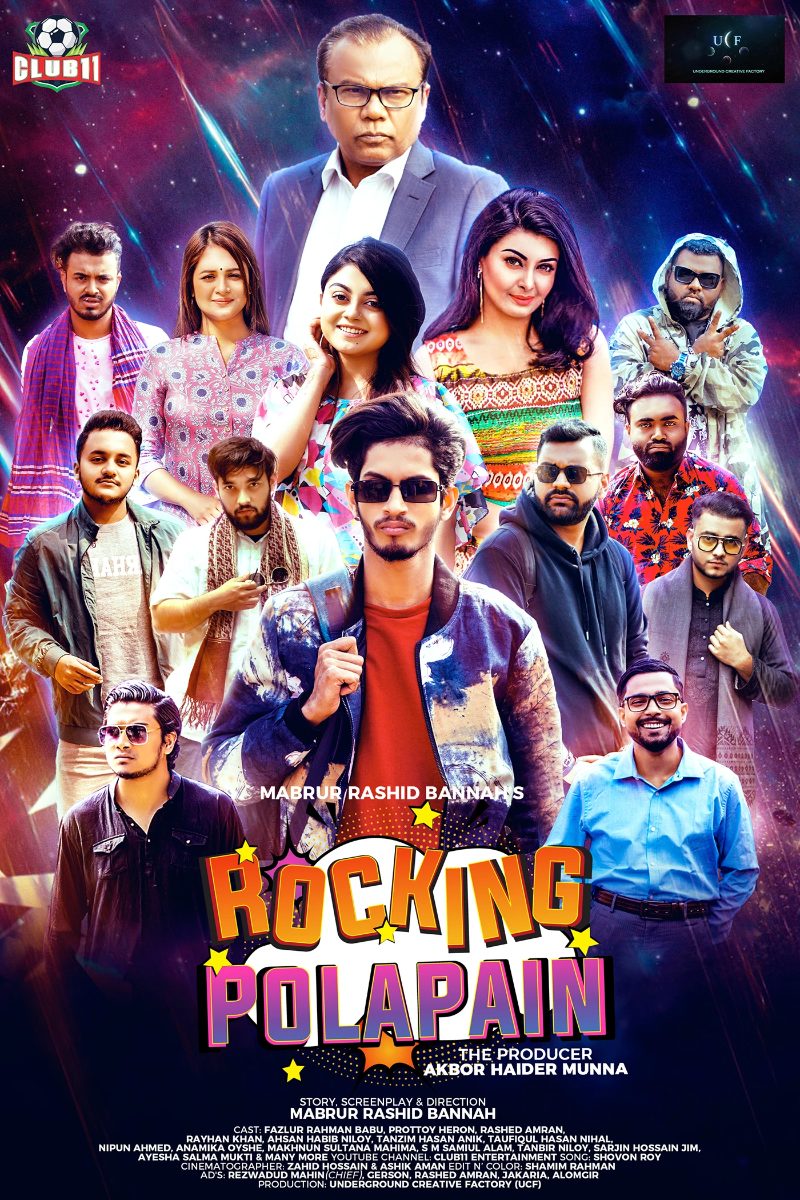 CLUB11
UCF
UNDERGROUND CREATIVE FACTORY
MABRUR RASHID BANNAH'S
ROCKING
POLAPAIN
THE PRODUCER
AKBOR HAIDER MUNNA
STORY, SCREENPLAY & DIRECTION
MABRUR RASHID BANNAH
CAST: FAZLUR RAHMAN BABU, PROTTOY HERON, RASHED AMRAN,
RAYHAN KHAN, AHSAN HABIB NILOY, TANZIM HASAN ANIK, TAUFIQUL HASAN NIHAL,
NIPUN AHMED, ANAMIKA OYSHE, MAKHNUN SULTANA MAHIMA, S M SAMIUL ALAM, TANBIR NILOY, SARJIN HOSSAIN JIM,
AYESHA SALMA MUKTI & MANY MORE YOUTUBE CHANNEL: CLUB11 ENTERTAINMENT SONG: SHOVON ROY
CINEMATOGRAPHER: ZAHID HOSSAIN & ASHIK AMAN EDIT N' COLOR: SHAMIM RAHMAN
AD'S: REZWADUD MAHIN(CHIEF), GERSON, RASHED AMRAN, JAKARIA, ALOMGIR
PRODUCTION: UNDERGROUND CREATIVE FACTORY (UCF)